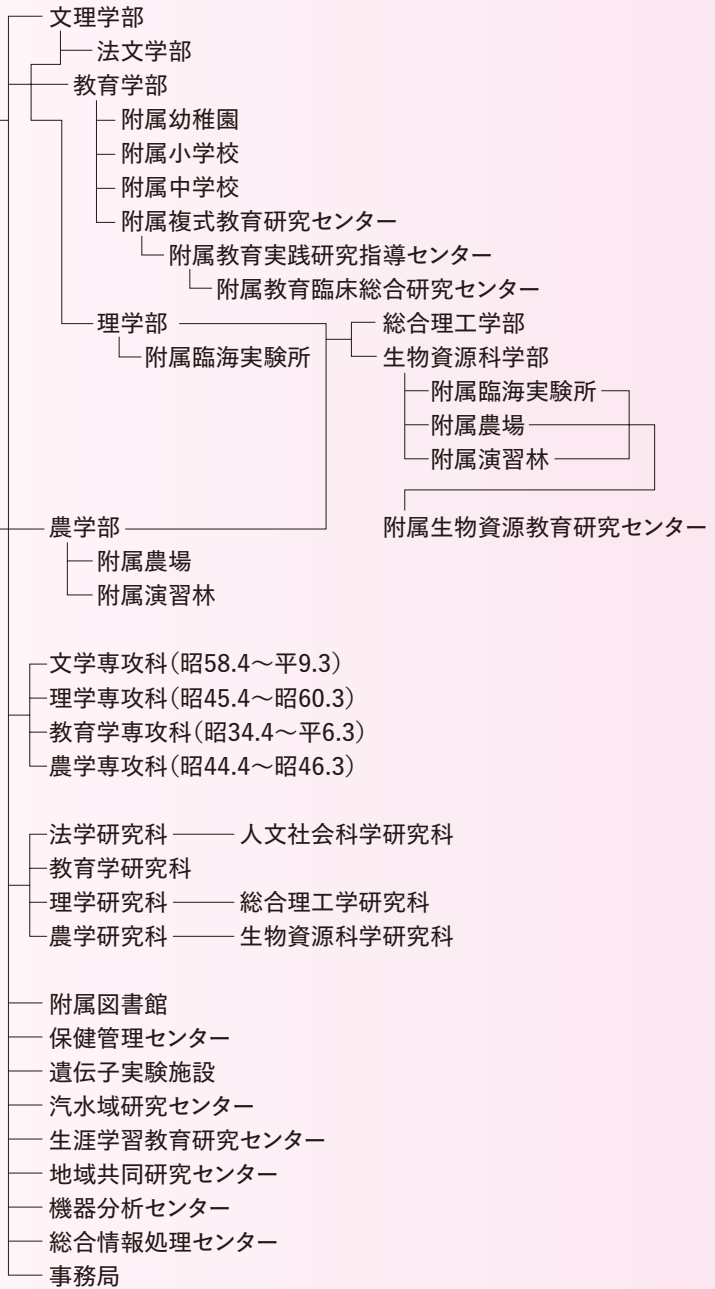 文理学部
法文学部
教育学部
附属幼稚園
附属小学校
附属中学校
附属複式教育研究センター
附属教育実践研究指導センター
附属教育臨床総合研究センター
理学部
総合理工学部
附属臨海実験所
生物資源科学部
附属臨海実験所
附属農場
附属演習林
農学部
附属生物資源教育研究センター
附属農場
附属演習林
文学専攻科(昭58.4〜平9.3)
理学専攻科(昭45.4〜昭60.3)
教育学専攻科(昭34.4〜平6.3)
農学専攻科(昭44.4〜昭46.3)
法学研究科 人文社会科学研究科
教育学研究科
理学研究科 総合理工学研究科
農学研究科 生物資源科学研究科
附属図書館
保健管理センター
遺伝子実験施設
汽水域研究センター
生涯学習教育研究センター
地域共同研究センター
機器分析センター
総合情報処理センター
事務局